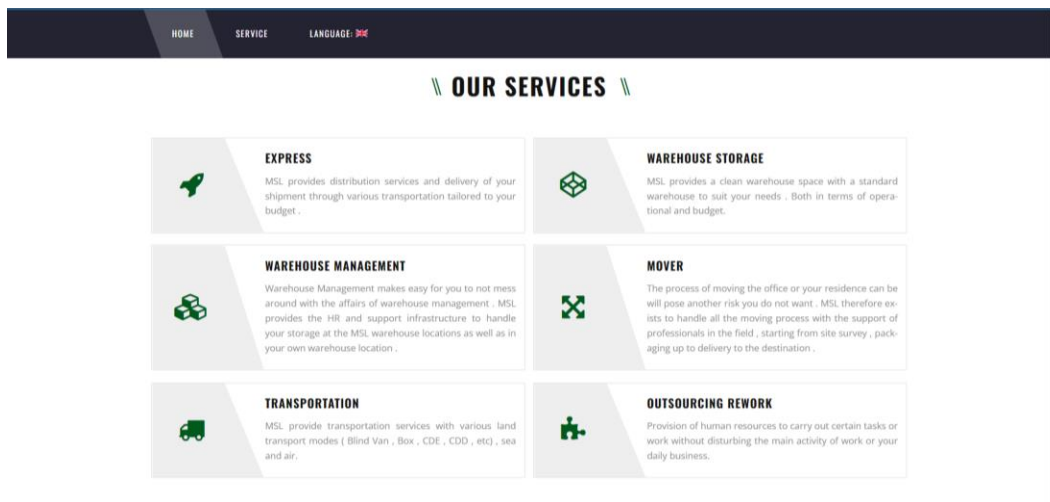 HOME SERVICE LANGUAGE:
\\ OUR SERVICES \\
EXPRESS
MSL provides distribution services and delivery of your
shipment through various transportation tailored to your
budget .
WAREHOUSE STORAGE
MSL provides a clean warehouse space with a standard
warehouse to suit your needs . Both in terms of opera-
tional and budget.
WAREHOUSE MANAGEMENT
Warehouse Management makes easy for you to not mess
around with the affairs of warehouse management . MSL
provides the HR and support infrastructure to handle
your storage at the MSL warehouse locations as well as in
your own warehouse location .
MOVER
The process of moving the office or your residence can be
will pose another risk you do not want . MSL therefore ex-
ists to handle all the moving process with the support of
professionals in the field , starting from site survey , pack-
aging up to delivery to the destination .
TRANSPORTATION
MSL provide transportation services with various land
transport modes ( Blind Van , Box , CDE , CDD , etc) , sea
and air.
OUTSOURCING REWORK
Provision of human resources to carry out certain tasks or
work without disturbing the main activity of work or your
daily business.